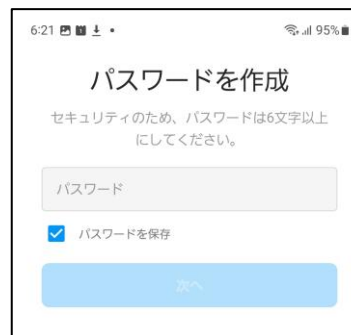 6:21 95%
パスワードを作成
セキュリティのため、パスワードは6文字以上
にしてください。
パスワード
パスワードを保存
次へ